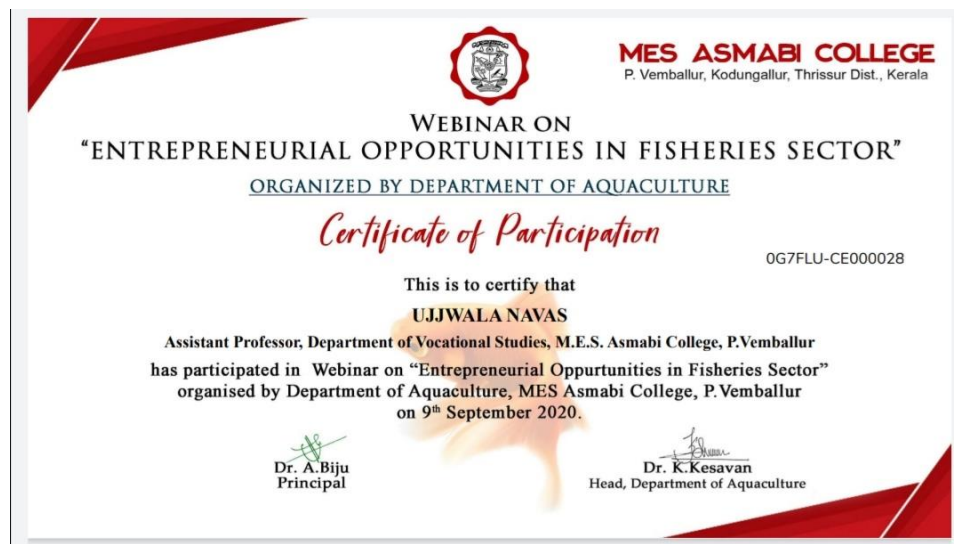 MES ASMABI COLLEGE
P. Vemballur, Kodungallur, Thrissur Dist., Kerala
WEBINAR ON
“ENTREPRENEURIAL OPPORTUNITIES IN FISHERIES SECTOR”
ORGANIZED BY DEPARTMENT OF AQUACULTURE
Certificate of Participation
0G7FLU-CE000028
This is to certify that
UJJWALA NAVAS
Assistant Professor, Department of Vocational Studies, M.E.S. Asmabi College, P.Vemballur
has participated in Webinar on “Entrepreneurial Oppurtunities in Fisheries Sector”
organised by Department of Aquaculture, MES Asmabi College, P.Vemballur
on 9th September 2020.
Dr. A.Biju
Principal
Dr. K.Kesavan
Head, Department of Aquaculture